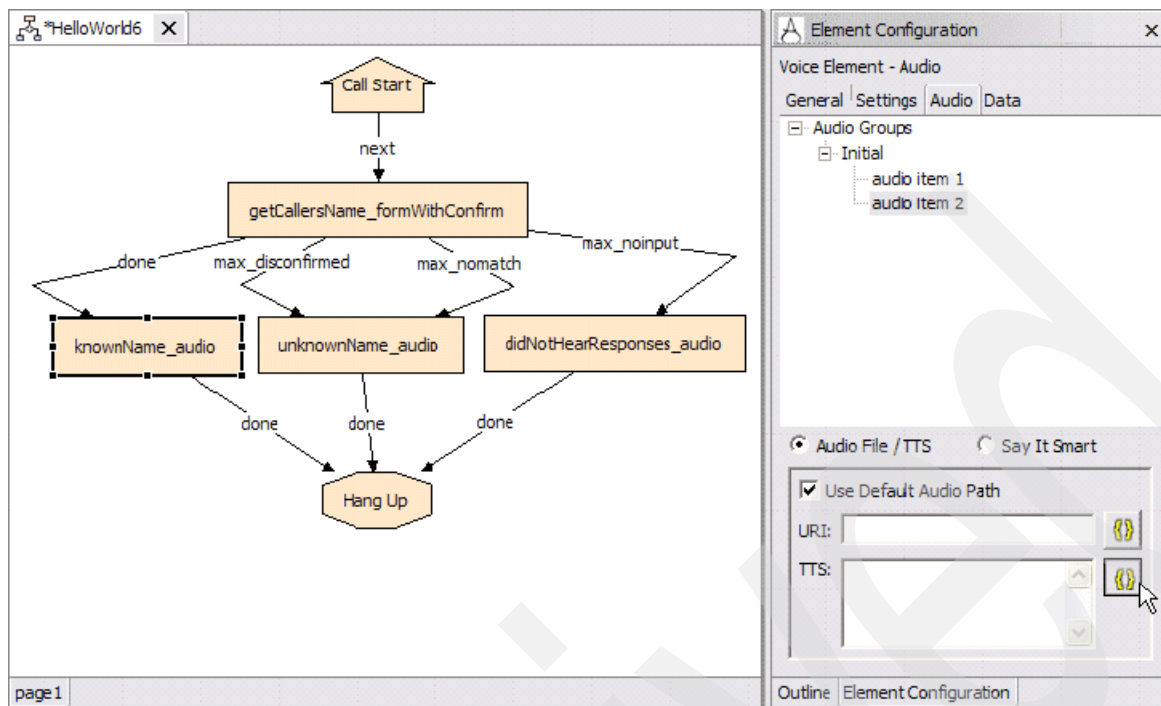 *HelloWorld6
Call Start
next
getCallersName_formWithConfirm
done
max_disconfirmed
max_nomatch
max_noinput
knownName_audio
unknownName_audio
didNotHearResponses_audio
done
done
done
Hang Up
page1
Element Configuration
Voice Element - Audio
General Settings Audio Data
Audio Groups
Initial
audio item 1
audio item 2
Audio File / TTS Say It Smart
Use Default Audio Path
URI:
TTS:
Outline Element Configuration